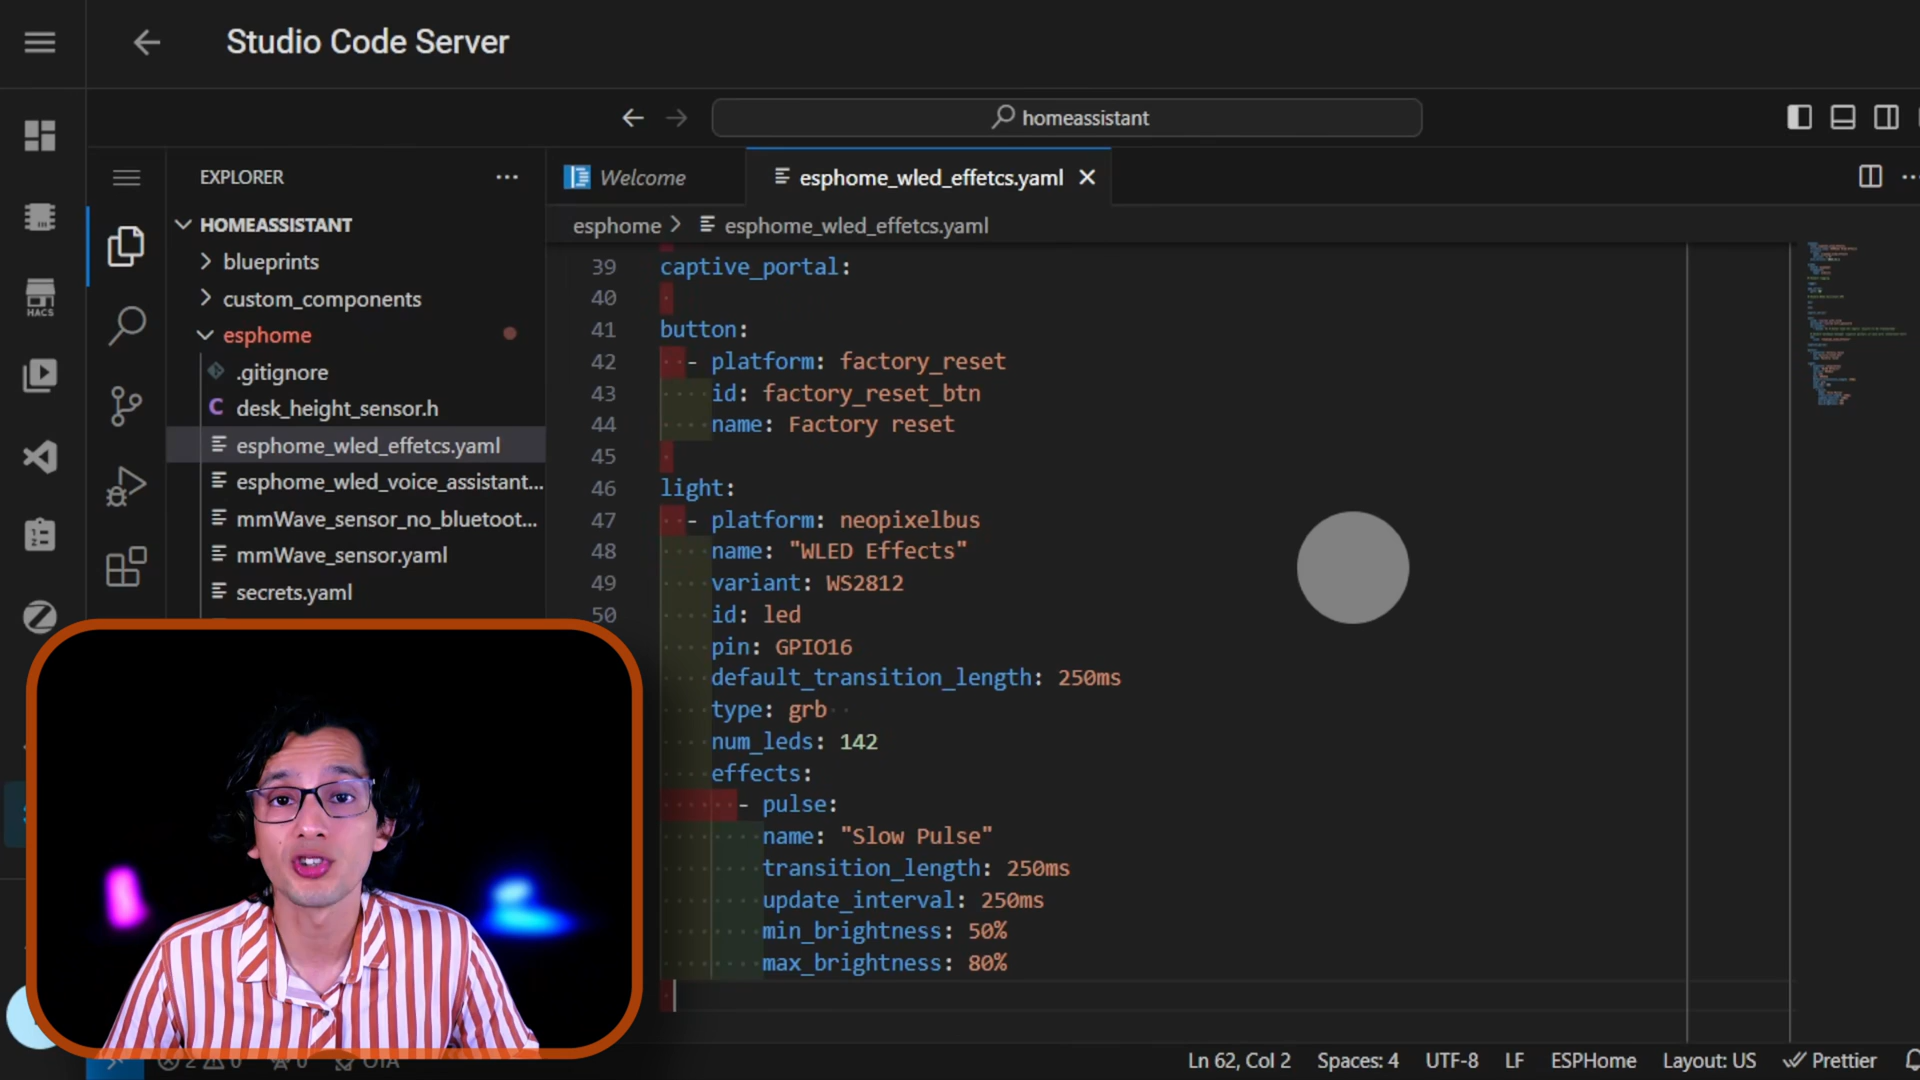 Studio Code Server
homeassistant
HACS
EXPLORER
Welcome
esphome_wled_effetcs.yaml
HOMEASSISTANT
blueprints
custom_components
esphome
.gitignore
C desk_height_sensor.h
esphome_wled_effetcs.yaml
esphome_wled_voice_assistant...
mmWave_sensor_no_bluetoot...
mmWave_sensor.yaml
secrets.yaml
esphome > esphome_wled_effetcs.yaml
39 captive_portal:
40
41 button:
42 - platform: factory_reset
43 id: factory_reset_btn
44 name: Factory reset
45
46 light:
47 - platform: neopixelbus
48 name: "WLED Effects"
49 variant: WS2812
50 id: led
pin: GPIO16
default_transition_length: 250ms
type: grb
num_leds: 142
effects:
- pulse:
name: "Slow Pulse"
transition_length: 250ms
update_interval: 250ms
min_brightness: 50%
max_brightness: 80%
Ln 62, Col 2 Spaces: 4 UTF-8 LF ESPHome Layout: US Prettier